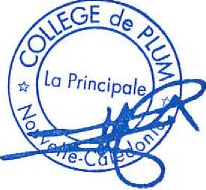 COLLEGE de PLUM
La Principale
Nouvelle-Calédonie